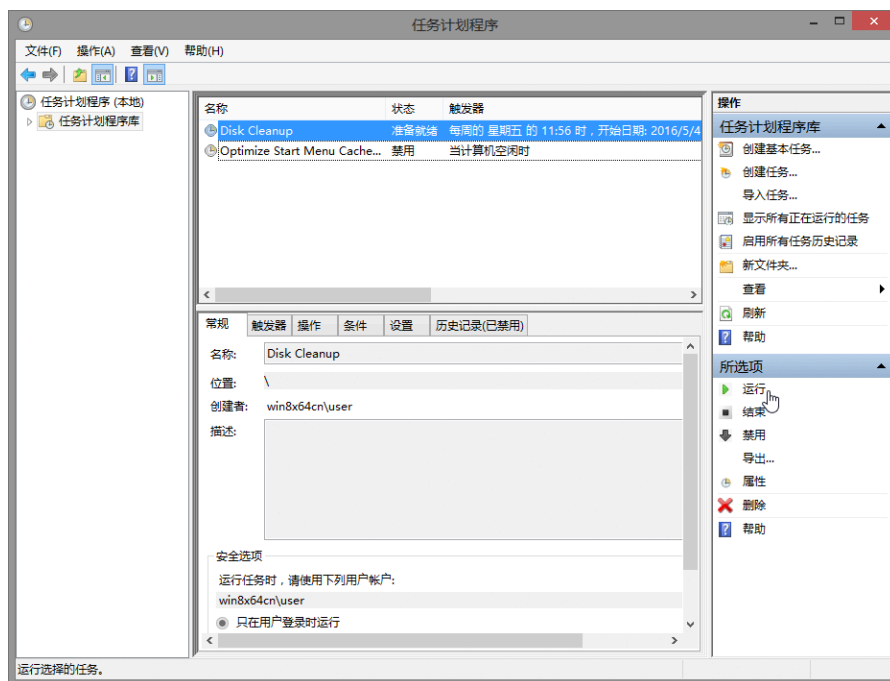 任务计划程序
文件(F) 操作(A) 查看(V) 帮助(H)
任务计划程序 (本地)
任务计划程序库
名称 状态 触发器
Disk Cleanup 准备就绪 每周的 星期五 的 11:56 时，开始日期: 2016/5/4
Optimize Start Menu Cache... 禁用 当计算机空闲时
常规 触发器 操作 条件 设置 历史记录(已禁用)
名称: Disk Cleanup
位置: \
创建者: win8x64cn\user
描述:
安全选项
运行任务时，请使用下列用户帐户:
win8x64cn\user
只在用户登录时运行
操作
任务计划程序库
创建基本任务...
创建任务...
导入任务...
显示所有正在运行的任务
启用所有任务历史记录
新文件夹...
查看
刷新
帮助
所选项
运行
结束
禁用
导出...
属性
删除
帮助
运行选择的任务。